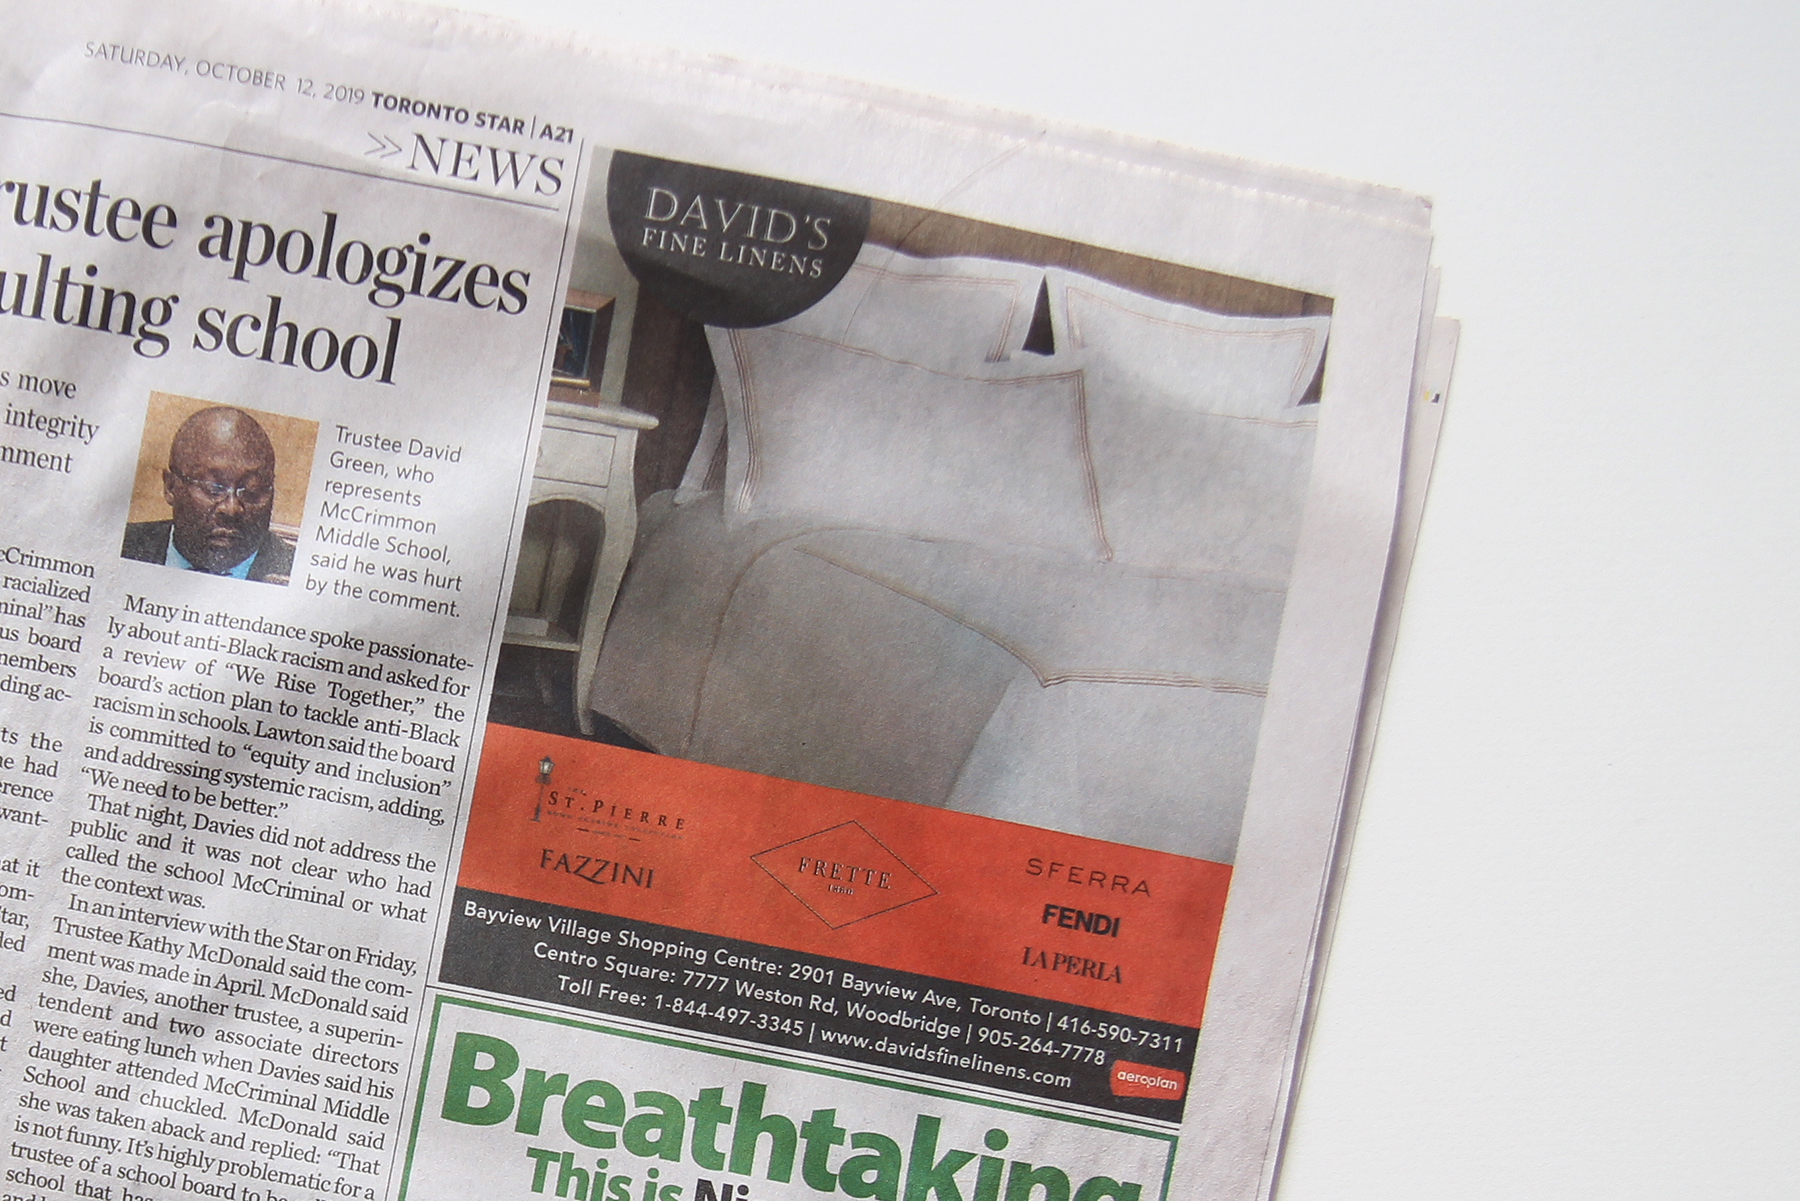 SATURDAY, OCTOBER 12, 2019 TORONTO STAR | A21
>>NEWS
rustee apologizes
ulting school
s move
integrity
mment
Trustee David
Green, who
represents
McCrimmon
Middle School,
said he was hurt
by the comment.
cCrimmon
racialized
minal" has
us board
members
ding ac-
ts the
he had
erence
want-
at it
om-
tar,
led
Many in attendance spoke passionate-
ly about anti-Black racism and asked for
a review of "We Rise Together," the
board's action plan to tackle anti-Black
racism in schools. Lawton said the board
is committed to "equity and inclusion"
and addressing systemic racism, adding,
"We need to be better."
That night, Davies did not address the
public and it was not clear who had
called the school McCriminal or what
the context was.
In an interview with the Star on Friday,
Trustee Kathy McDonald said the com-
ment was made in April. McDonald said
she, Davies, another trustee, a superin-
tendent and two associate directors
were eating lunch when Davies said his
daughter attended McCriminal Middle
School and chuckled. McDonald said
she was taken aback and replied: "That
is not funny. It's highly problematic for a
trustee of a school board to be
school that has
DAVID'S
FINE LINENS
ST. PIERRE
FAZZINI
FRETTE
1860
SFERRA
FENDI
LA PERLA
Bayview Village Shopping Centre: 2901 Bayview Ave, Toronto | 416-590-7311
Centro Square: 7777 Weston Rd, Woodbridge | 905-264-7778
Toll Free: 1-844-497-3345 | www.davidsfinelinens.com
aeroplan
Breathtaking
This is Ni